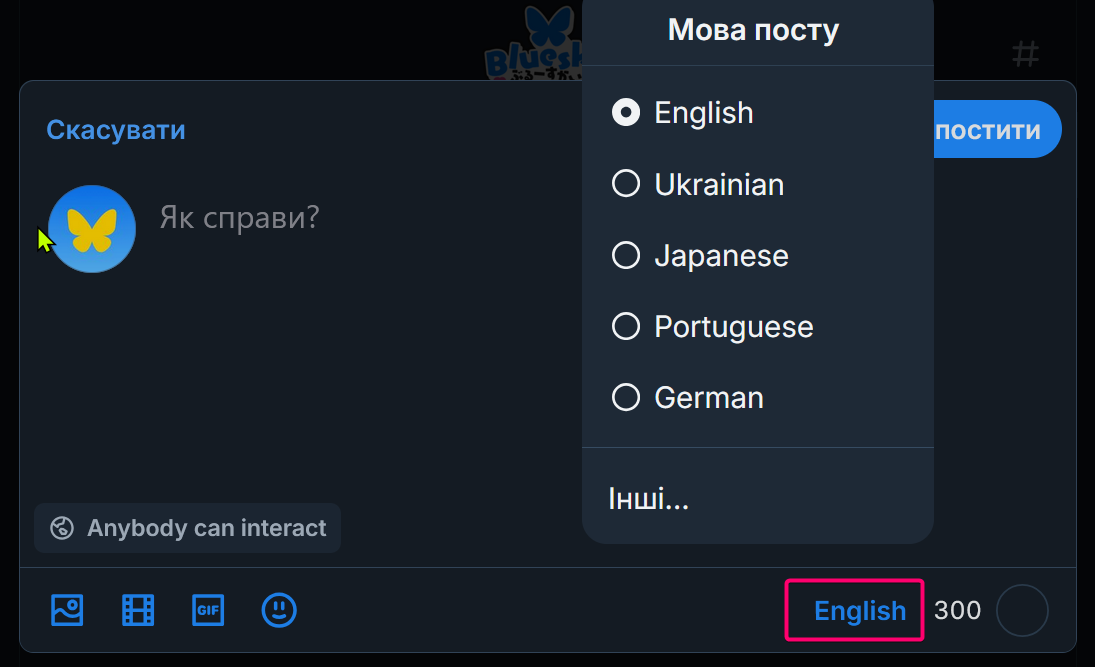 Мова посту
#
Скасувати
постити
Як справи?
English
Ukrainian
Japanese
Portuguese
German
Інші...
Anybody can interact
GIF
English
300